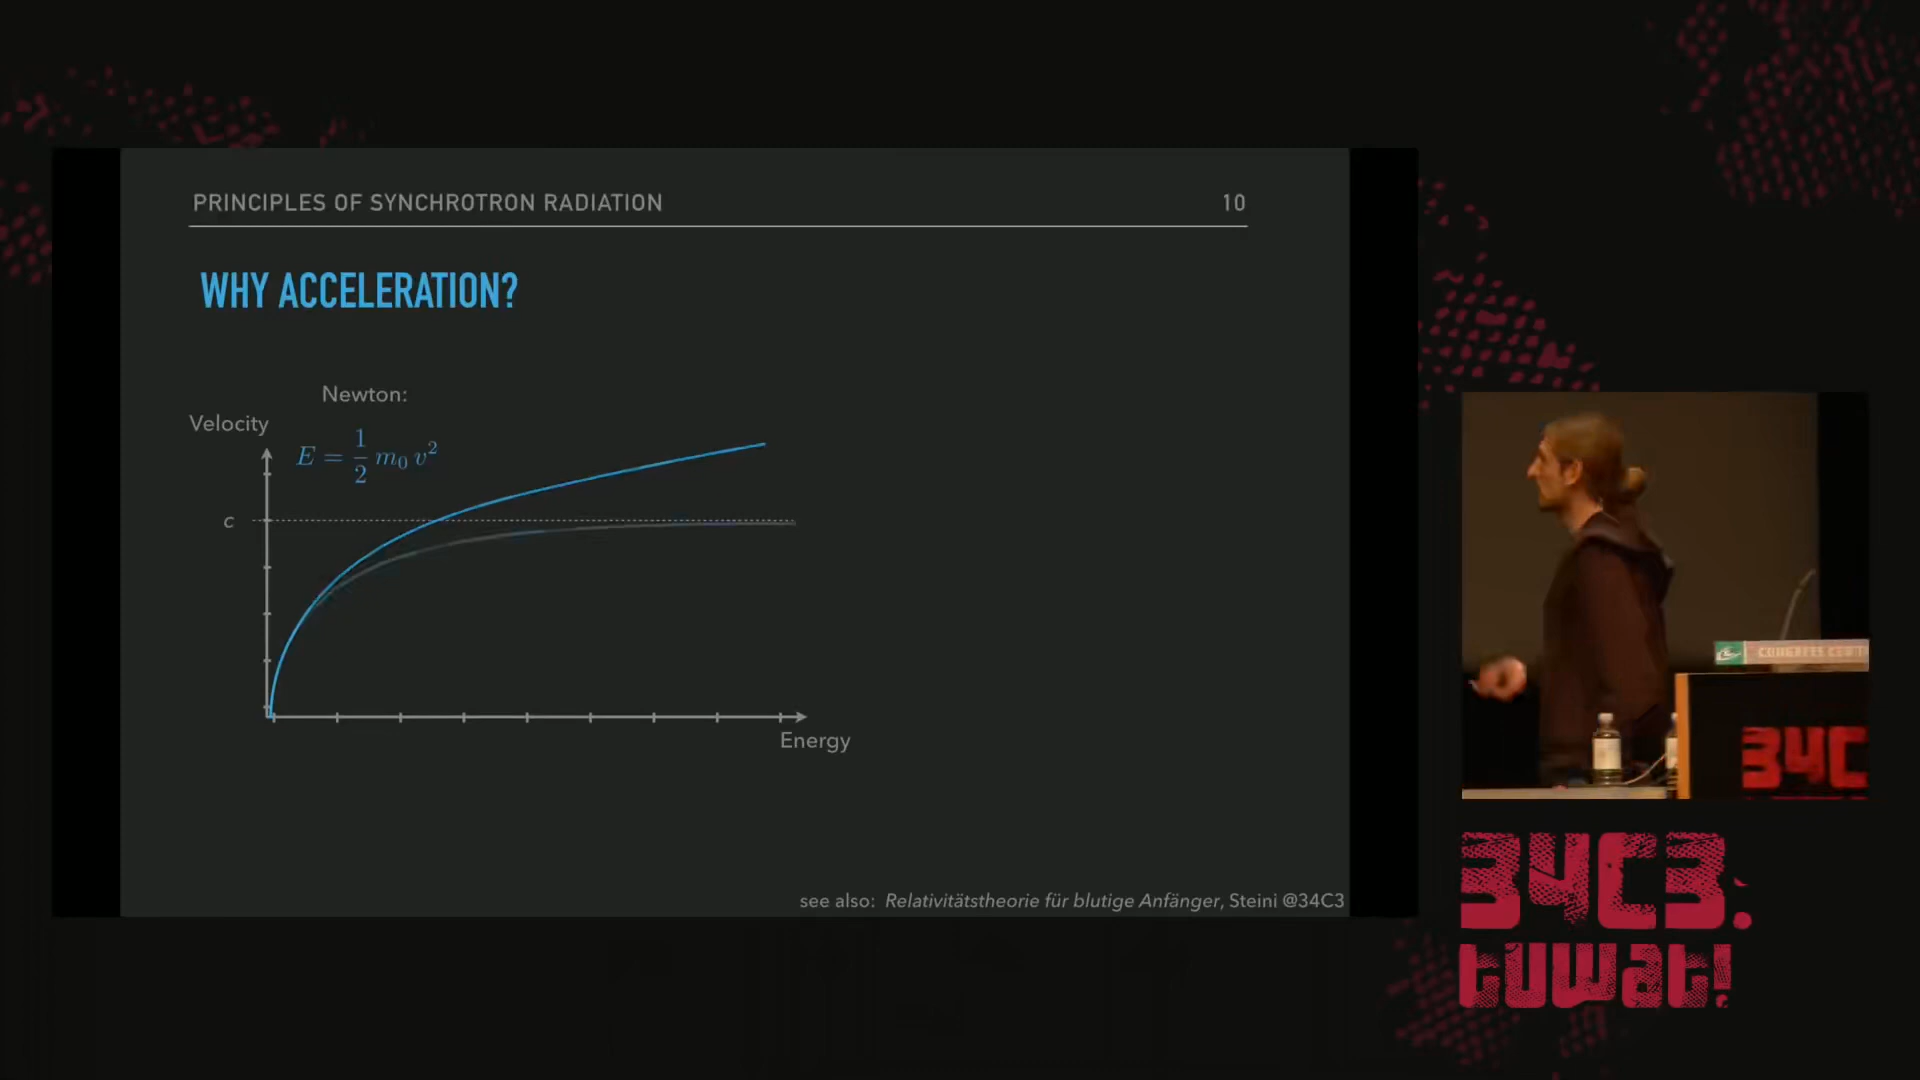 PRINCIPLES OF SYNCHROTRON RADIATION 10
WHY ACCELERATION?
Newton:
Velocity
E = 1/2 m₀ v²
c
Energy
see also: Relativitätstheorie für blutige Anfänger, Steini @34C3
34C
34C3.
tuwat!